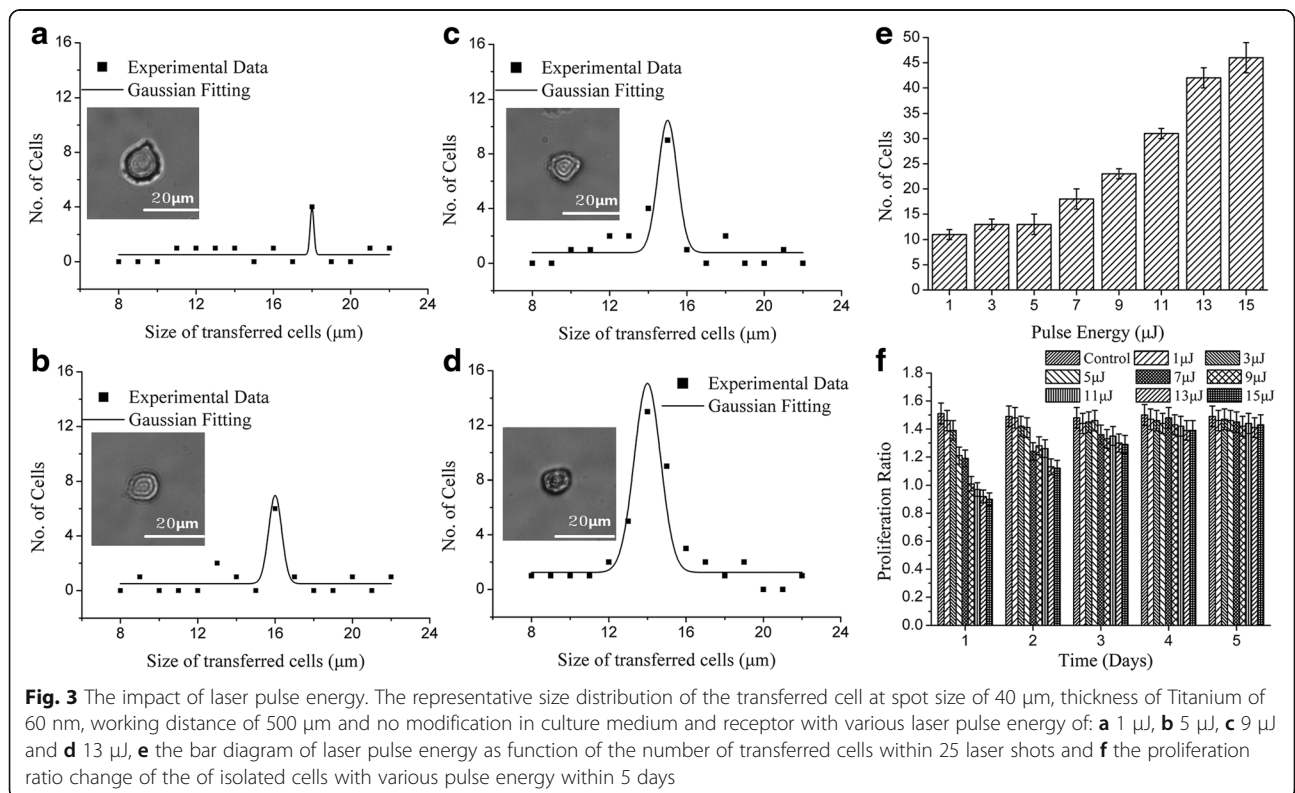 a
16
12
8
4
0
No. of Cells
Experimental Data
Gaussian Fitting
20μm
8 12 16 20 24
Size of transferred cells (μm)
b
16
12
8
4
0
No. of Cells
Experimental Data
Gaussian Fitting
20μm
8 12 16 20 24
Size of transferred cells (μm)
c
16
12
8
4
0
No. of Cells
Experimental Data
Gaussian Fitting
20μm
8 12 16 20 24
Size of transferred cells (μm)
d
16
12
8
4
0
No. of Cells
Experimental Data
Gaussian Fitting
20μm
8 12 16 20 24
Size of transferred cells (μm)
e
50
45
40
35
30
25
20
15
10
5
0
No. of Cells
1 3 5 7 9 11 13 15
Pulse Energy (μJ)
f
Control 1μJ 3μJ
5μJ 7μJ 9μJ
11μJ 13μJ 15μJ
1.8
1.6
1.4
1.2
1.0
0.8
0.6
0.4
0.2
0.0
Proliferation Ratio
1 2 3 4 5
Time (Days)
Fig. 3 The impact of laser pulse energy. The representative size distribution of the transferred cell at spot size of 40 μm, thickness of Titanium of
60 nm, working distance of 500 μm and no modification in culture medium and receptor with various laser pulse energy of: a 1 μJ, b 5 μJ, c 9 μJ
and d 13 μJ, e the bar diagram of laser pulse energy as function of the number of transferred cells within 25 laser shots and f the proliferation
ratio change of the of isolated cells with various pulse energy within 5 days